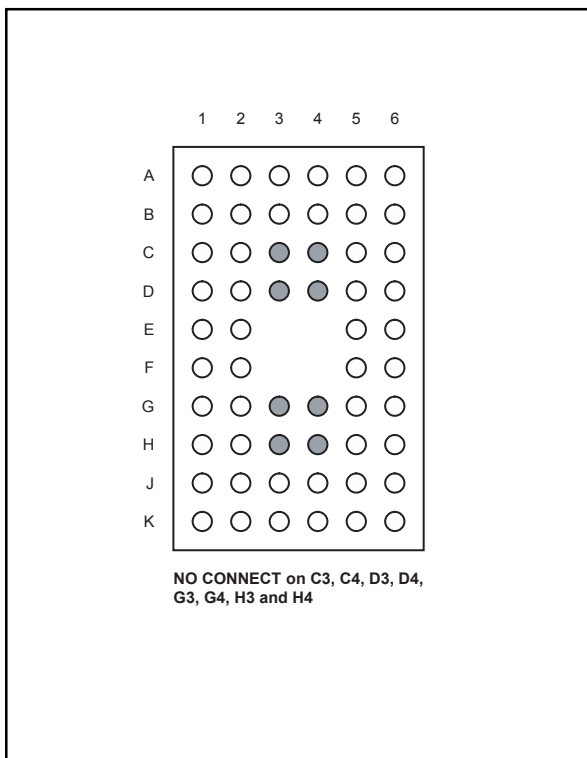 1 2 3 4 5 6
A
B
C
D
E
F
G
H
J
K
NO CONNECT on C3, C4, D3, D4,
G3, G4, H3 and H4